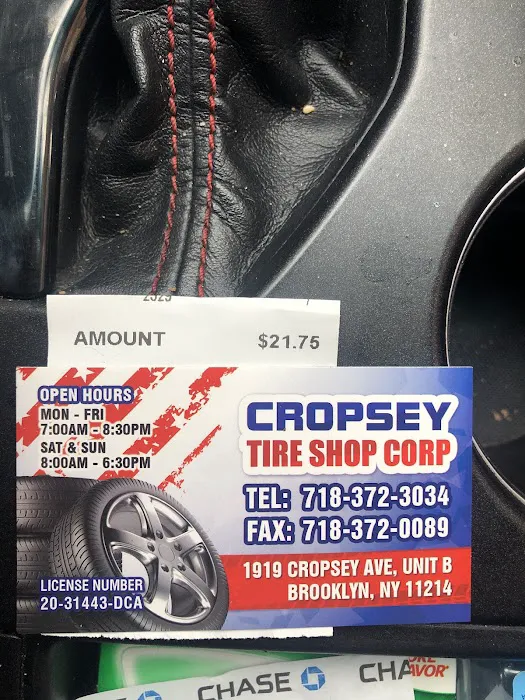 AMOUNT $21.75
OPEN HOURS
MON - FRI
7:00AM - 8:30PM
SAT & SUN
8:00AM - 6:30PM
CROPSEY
TIRE SHOP CORP
TEL: 718-372-3034
FAX: 718-372-0089
1919 CROPSEY AVE, UNIT B
BROOKLYN, NY 11214
LICENSE NUMBER
20-31443-DCA
CHASE CHA